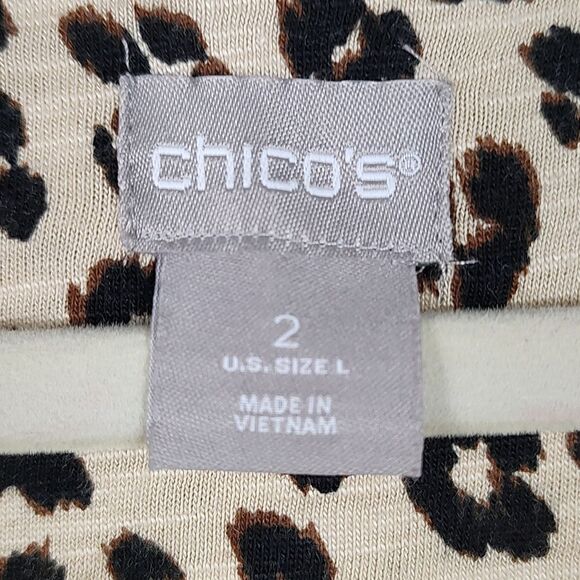 chico's®
2
U.S. SIZE L
MADE IN
VIETNAM